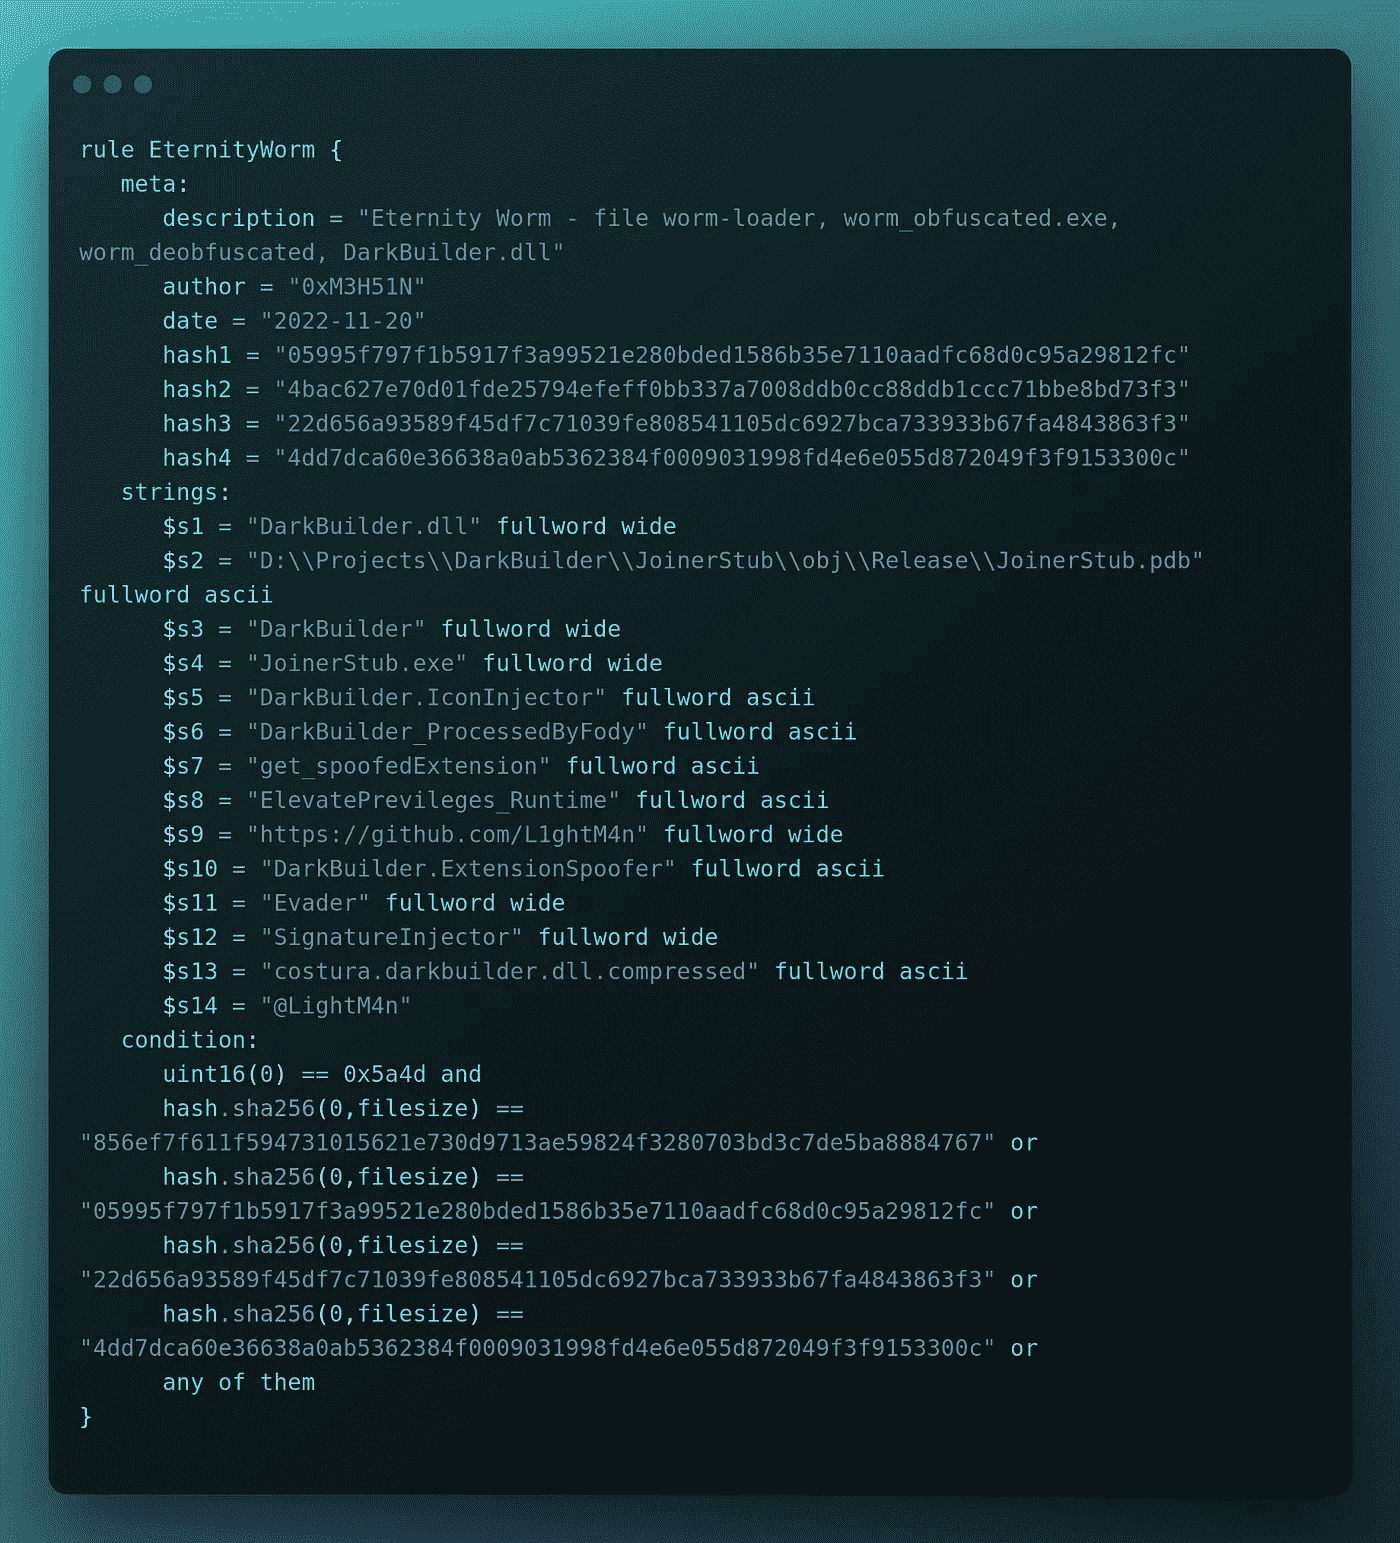 rule EternityWorm {
   meta:
      description = "Eternity Worm - file worm-loader, worm_obfuscated.exe,
worm_deobfuscated, DarkBuilder.dll"
      author = "0xM3H51N"
      date = "2022-11-20"
      hash1 = "05995f797f1b5917f3a99521e280bded1586b35e7110aadfc68d0c95a29812fc"
      hash2 = "4bac627e70d01fde25794efeff0bb337a7008ddb0cc88ddb1ccc71bbe8bd73f3"
      hash3 = "22d656a93589f45df7c71039fe808541105dc6927bca733933b67fa4843863f3"
      hash4 = "4dd7dca60e36638a0ab5362384f0009031998fd4e6e055d872049f3f9153300c"
   strings:
      $s1 = "DarkBuilder.dll" fullword wide
      $s2 = "D:\\Projects\\DarkBuilder\\JoinerStub\\obj\\Release\\JoinerStub.pdb"
fullword ascii
      $s3 = "DarkBuilder" fullword wide
      $s4 = "JoinerStub.exe" fullword wide
      $s5 = "DarkBuilder.IconInjector" fullword ascii
      $s6 = "DarkBuilder_ProcessedByFody" fullword ascii
      $s7 = "get_spoofedExtension" fullword ascii
      $s8 = "ElevatePrevileges_Runtime" fullword ascii
      $s9 = "https://github.com/L1ghtM4n" fullword wide
      $s10 = "DarkBuilder.ExtensionSpoofer" fullword ascii
      $s11 = "Evader" fullword wide
      $s12 = "SignatureInjector" fullword wide
      $s13 = "costura.darkbuilder.dll.compressed" fullword ascii
      $s14 = "@LightM4n"
   condition:
      uint16(0) == 0x5a4d and
      hash.sha256(0,filesize) ==
"856ef7f611f594731015621e730d9713ae59824f3280703bd3c7de5ba8884767" or
      hash.sha256(0,filesize) ==
"05995f797f1b5917f3a99521e280bded1586b35e7110aadfc68d0c95a29812fc" or
      hash.sha256(0,filesize) ==
"22d656a93589f45df7c71039fe808541105dc6927bca733933b67fa4843863f3" or
      hash.sha256(0,filesize) ==
"4dd7dca60e36638a0ab5362384f0009031998fd4e6e055d872049f3f9153300c" or
      any of them
}